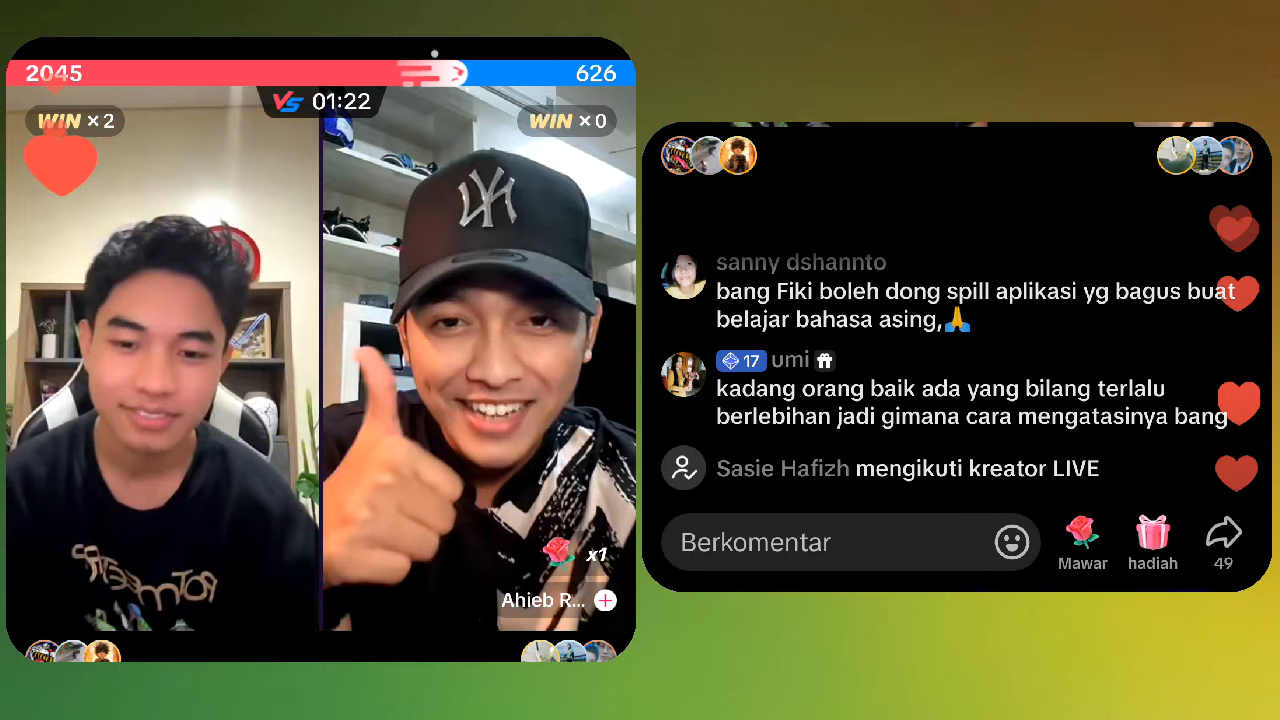 2045
626
VS 01:22
WIN ×2
WIN ×0
NY
x1
Ahieb R...
sanny dshannto
bang Fiki boleh dong spill aplikasi yg bagus buat
belajar bahasa asing,🙏
17 umi
kadang orang baik ada yang bilang terlalu
berlebihan jadi gimana cara mengatasinya bang
Sasie Hafizh mengikuti kreator LIVE
Berkomentar
Mawar
hadiah
49